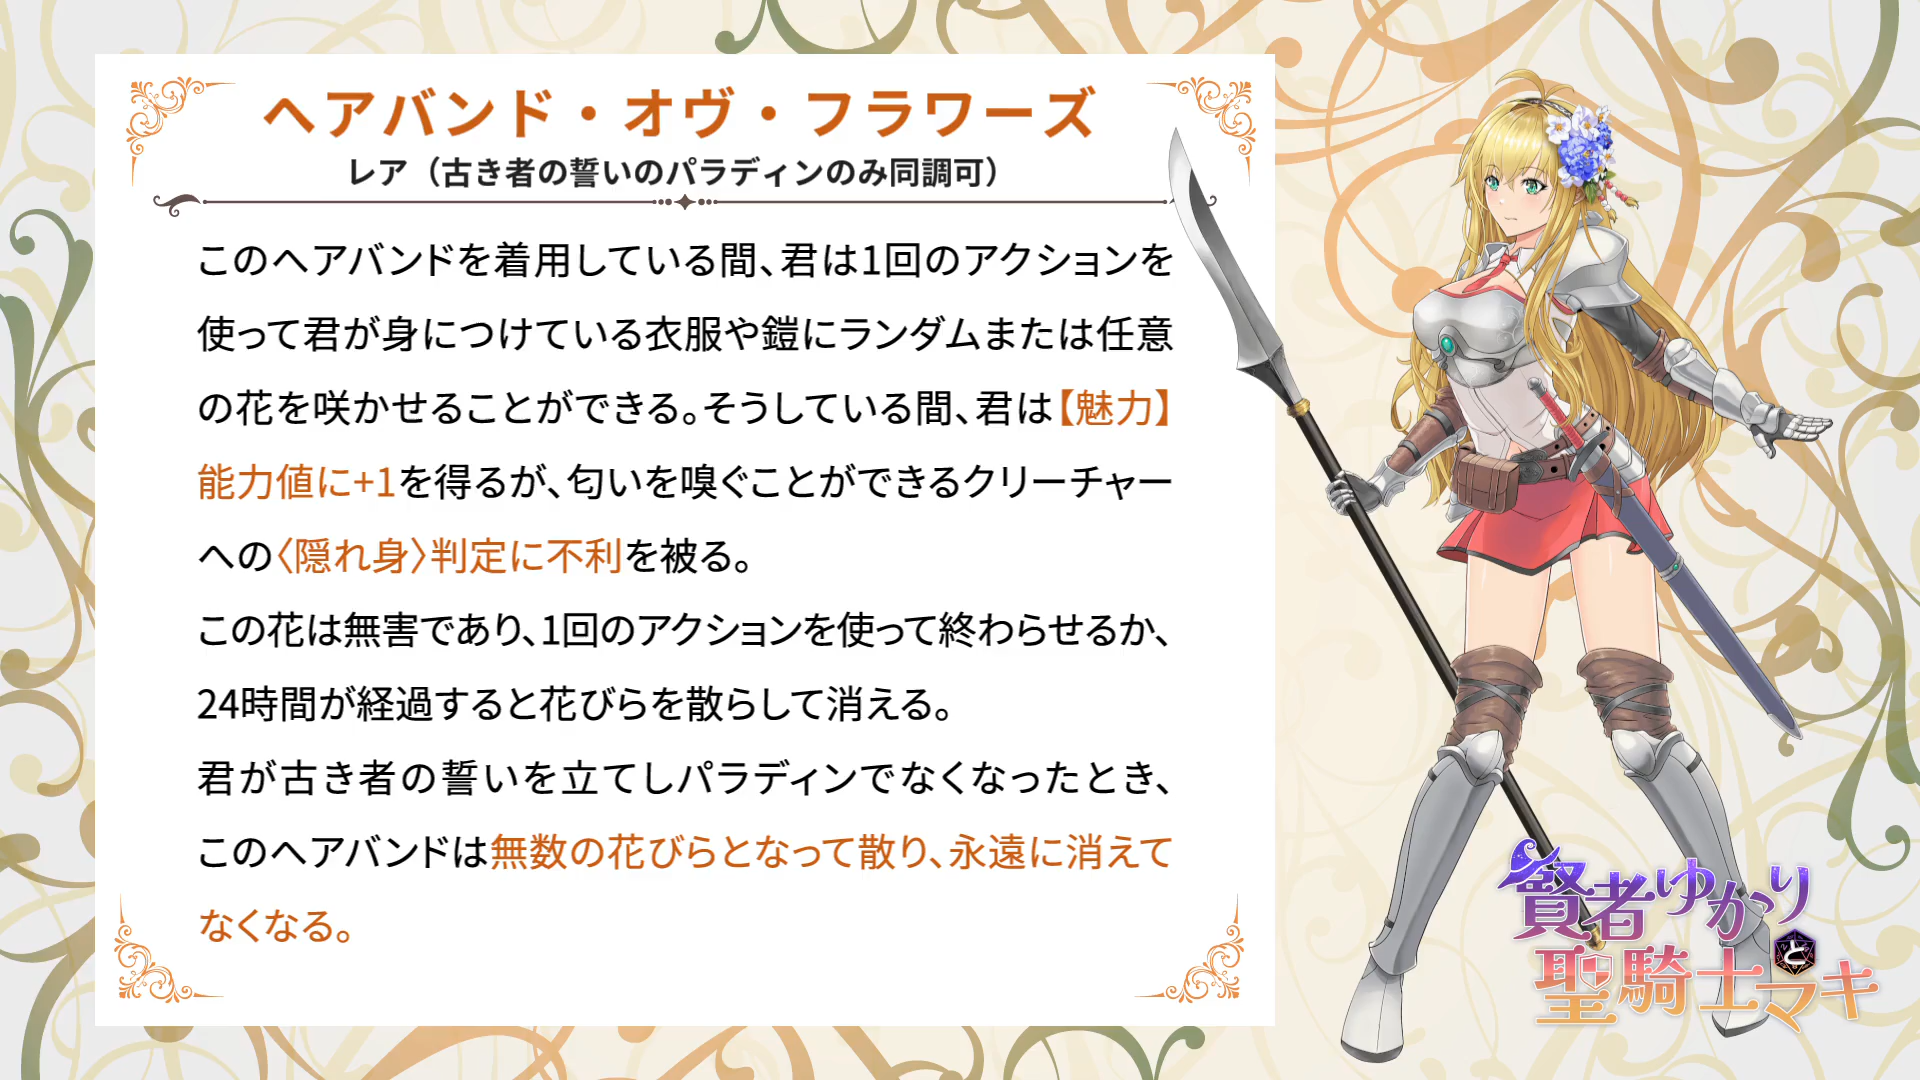 ヘアバンド・オヴ・フラワーズ
レア（古き者の誓いのパラディンのみ同調可）
このヘアバンドを着用している間、君は1回のアクションを
使って君が身につけている衣服や鎧にランダムまたは任意
の花を咲かせることができる。そうしている間、君は【魅力】
能力値に+1を得るが、匂いを嗅ぐことができるクリーチャー
への〈隠れ身〉判定に不利を被る。
この花は無害であり、1回のアクションを使って終わらせるか、
24時間が経過すると花びらを散らして消える。
君が古き者の誓いを立てしパラディンでなくなったとき、
このヘアバンドは無数の花びらとなって散り、永遠に消えて
なくなる。
賢者ゆかり
と
聖騎士マキ